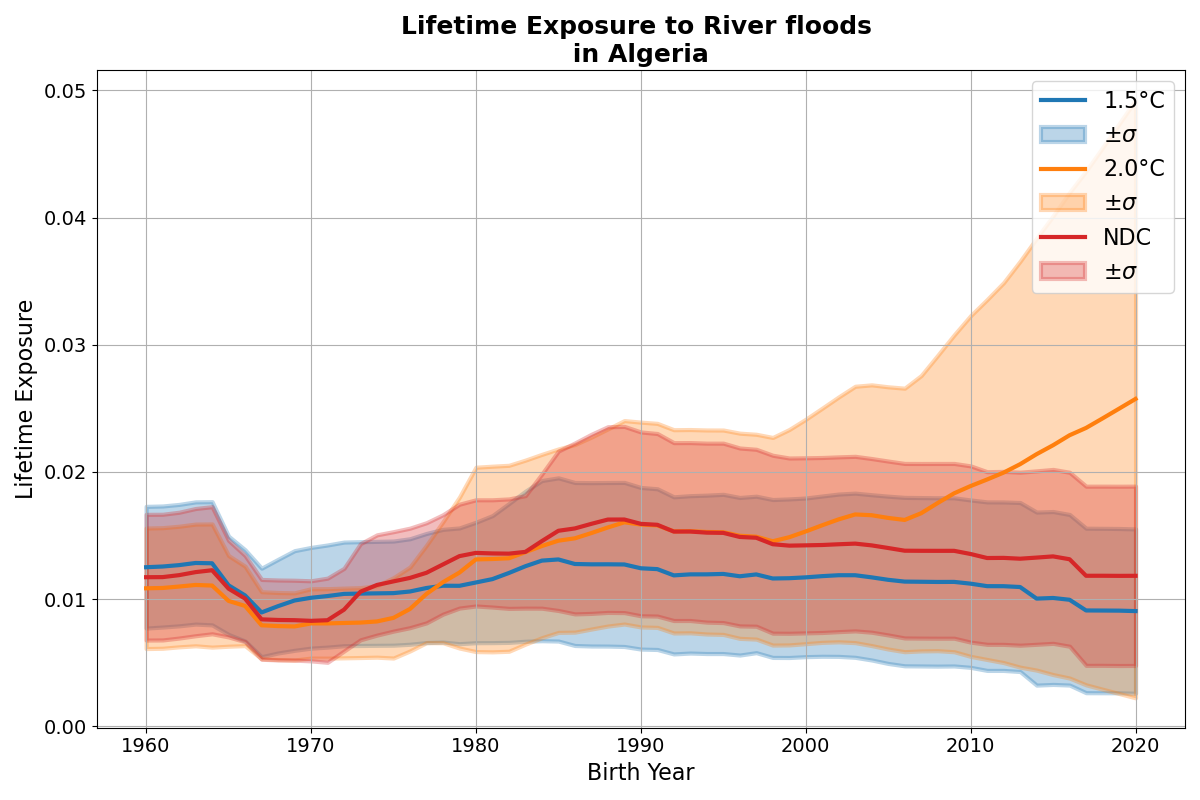 Lifetime Exposure to River floods
in Algeria
Lifetime Exposure
0.05
0.04
0.03
0.02
0.01
0.00
1960 1970 1980 1990 2000 2010 2020
Birth Year
1.5°C
±σ
2.0°C
±σ
NDC
±σ